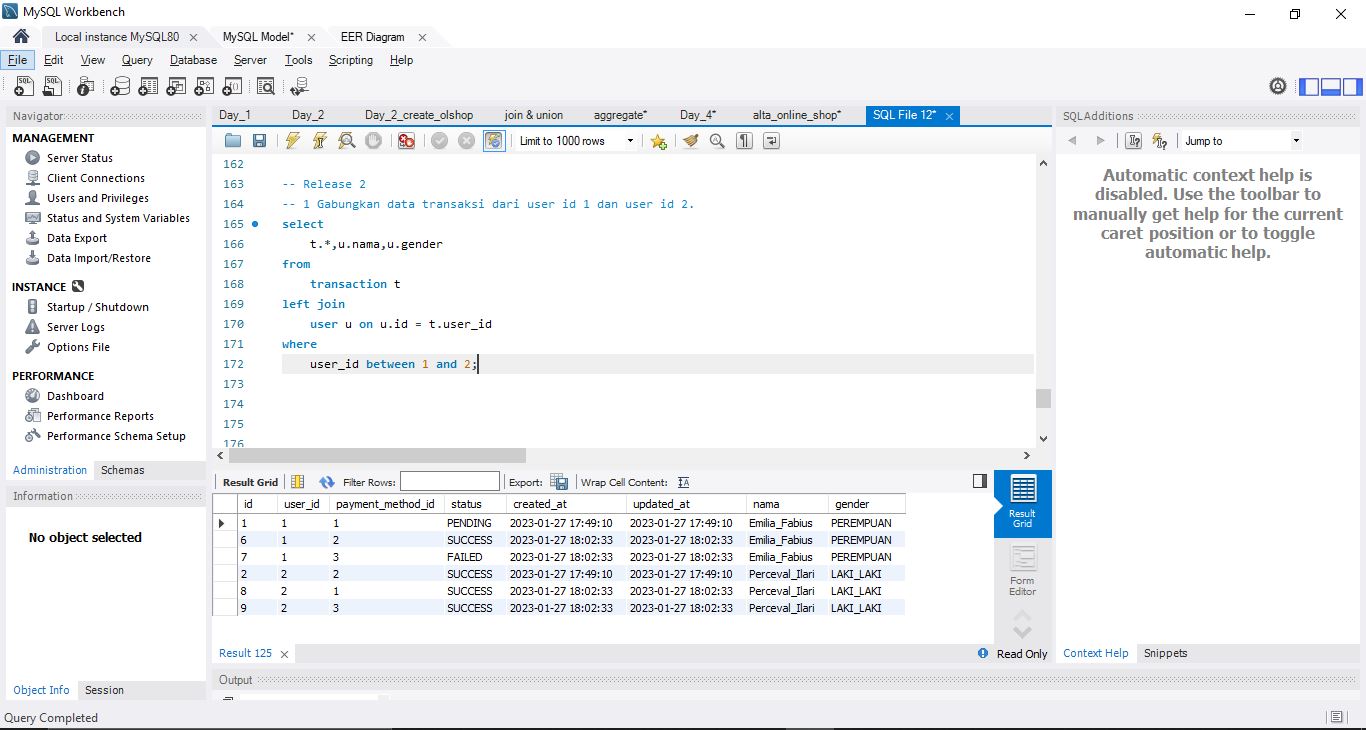 MySQL Workbench
Local instance MySQL80 MySQL Model* EER Diagram
File Edit View Query Database Server Tools Scripting Help
Navigator
MANAGEMENT
Server Status
Client Connections
Users and Privileges
Status and System Variables
Data Export
Data Import/Restore
INSTANCE
Startup / Shutdown
Server Logs
Options File
PERFORMANCE
Dashboard
Performance Reports
Performance Schema Setup
Administration Schemas
Information
No object selected
Object Info Session
Day_1 Day_2 Day_2_create_olshop join & union aggregate* Day_4* alta_online_shop* SQL File 12*
Limit to 1000 rows
162
163 -- Release 2
164 -- 1 Gabungkan data transaksi dari user id 1 dan user id 2.
165 select
166 t.*,u.nama,u.gender
167 from
168 transaction t
169 left join
170 user u on u.id = t.user_id
171 where
172 user_id between 1 and 2;
173
174
175
176
Result Grid Filter Rows: Export: Wrap Cell Content:
id user_id payment_method_id status created_at updated_at nama gender
1 1 1 PENDING 2023-01-27 17:49:10 2023-01-27 17:49:10 Emilia_Fabius PEREMPUAN
6 1 2 SUCCESS 2023-01-27 18:02:33 2023-01-27 18:02:33 Emilia_Fabius PEREMPUAN
7 1 3 FAILED 2023-01-27 18:02:33 2023-01-27 18:02:33 Emilia_Fabius PEREMPUAN
2 2 2 SUCCESS 2023-01-27 17:49:10 2023-01-27 17:49:10 Perceval_Ilari LAKI_LAKI
8 2 1 SUCCESS 2023-01-27 18:02:33 2023-01-27 18:02:33 Perceval_Ilari LAKI_LAKI
9 2 3 SUCCESS 2023-01-27 18:02:33 2023-01-27 18:02:33 Perceval_Ilari LAKI_LAKI
Result
Grid
Form
Editor
Result 125 Read Only
Output
SQLAdditions
Jump to
Automatic context help is
disabled. Use the toolbar to
manually get help for the current
caret position or to toggle
automatic help.
Context Help Snippets
Query Completed